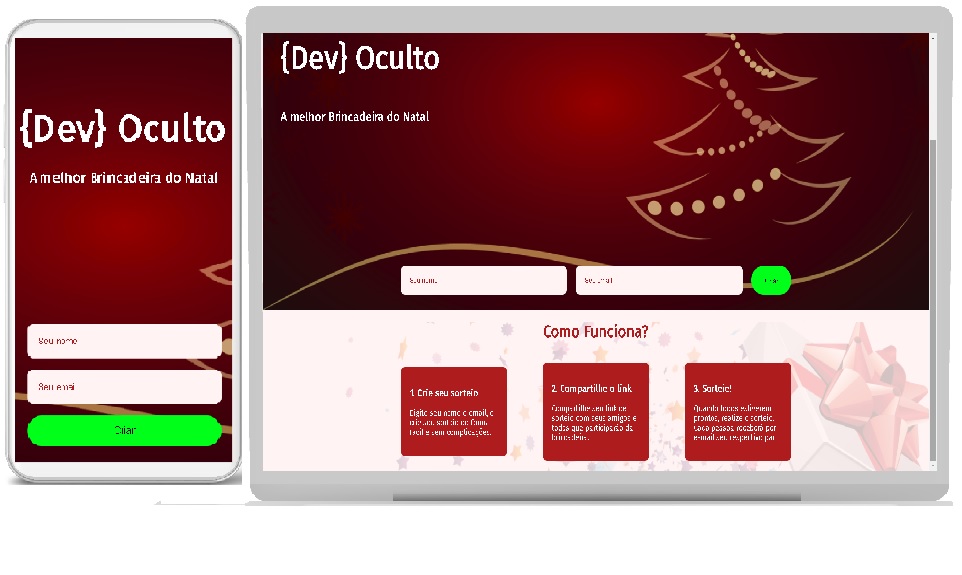 {Dev} Oculto
A melhor Brincadeira do Natal
Seu nome
Seu email
Criar
{Dev} Oculto
A melhor Brincadeira do Natal
Seu nome
Seu email
Criar
Como Funciona?
1. Crie seu sorteio
Digite seu nome e email, e
crie seu sorteio de forma
fácil e sem complicações.
2. Compartilhe o link
Compartilhe seu link de
sorteio com seus amigos e
todos que participarão da
brincadeira.
3. Sorteie!
Quando todos estiverem
prontos, realize o sorteio.
Cada pessoa receberá por
e-mail seu respectivo par